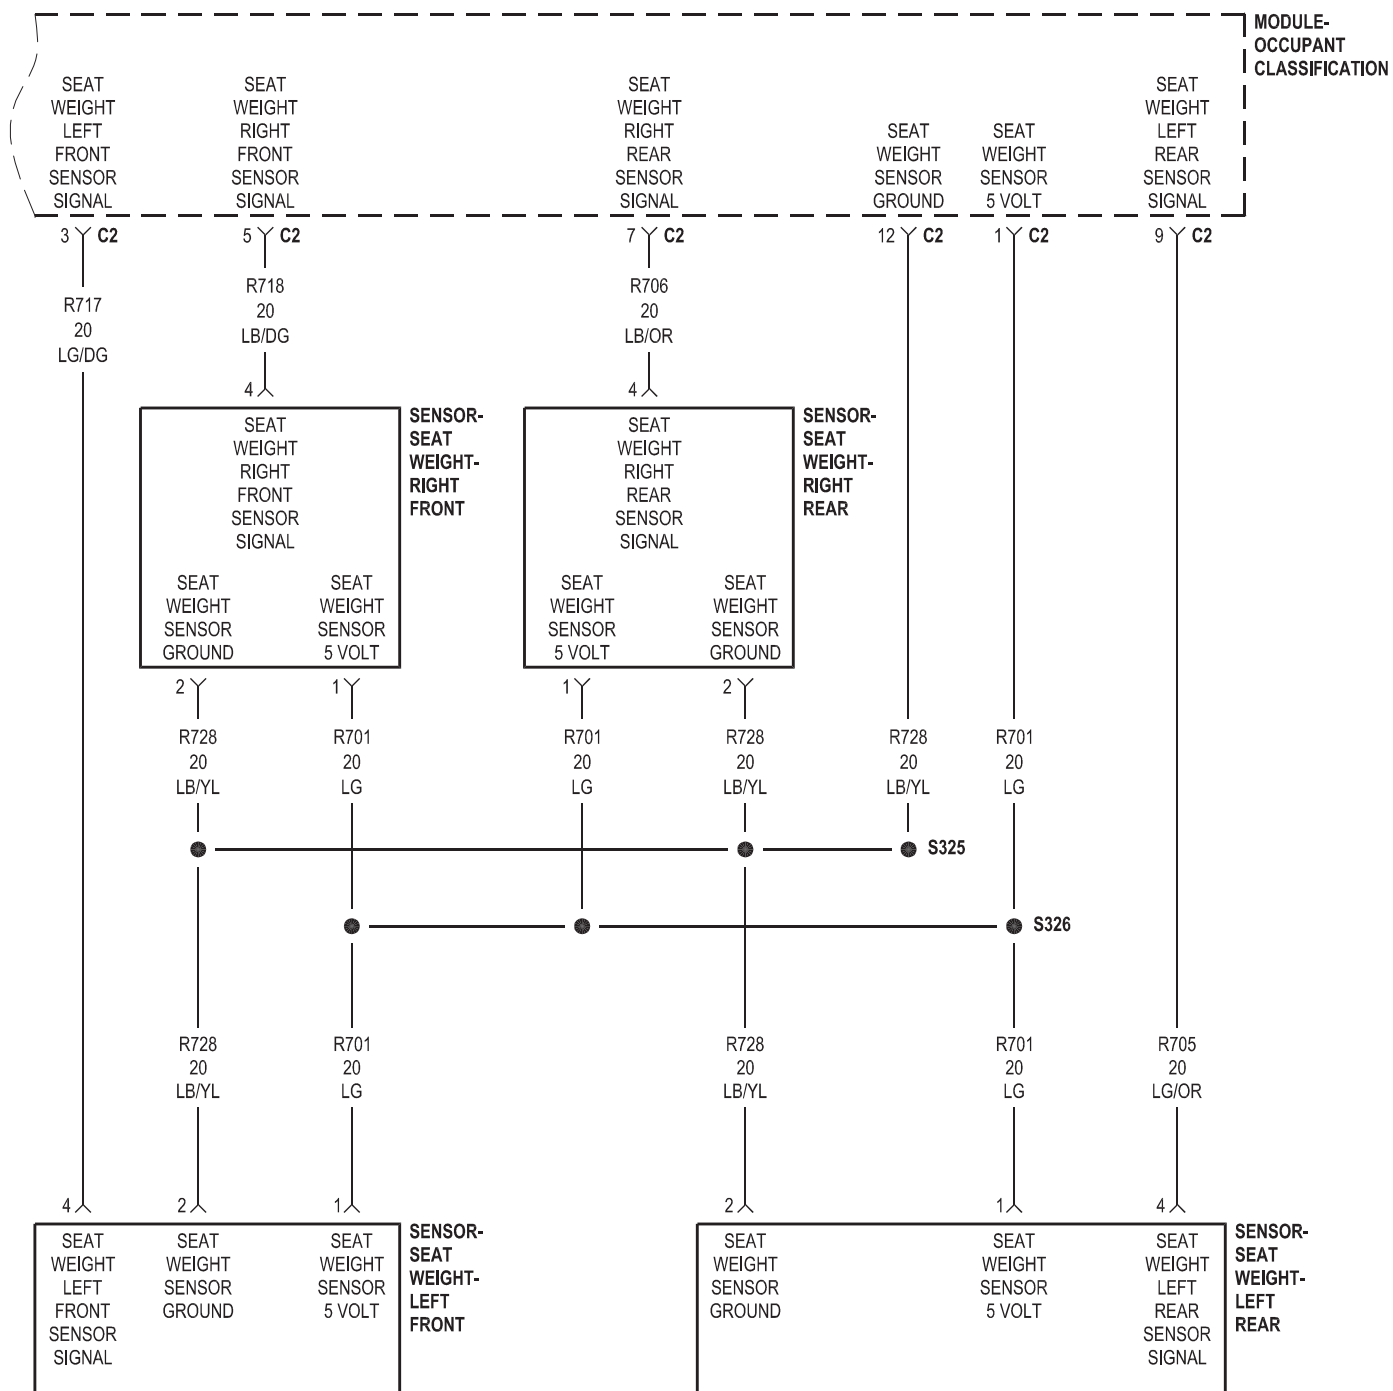 MODULE-
OCCUPANT
CLASSIFICATION
SEAT
WEIGHT
LEFT
FRONT
SENSOR
SIGNAL
SEAT
WEIGHT
RIGHT
FRONT
SENSOR
SIGNAL
SEAT
WEIGHT
RIGHT
REAR
SENSOR
SIGNAL
SEAT
WEIGHT
SENSOR
GROUND
SEAT
WEIGHT
SENSOR
5 VOLT
SEAT
WEIGHT
LEFT
REAR
SENSOR
SIGNAL
3 C2
5 C2
7 C2
12 C2
1 C2
9 C2
R717
20
LG/DG
R718
20
LB/DG
R706
20
LB/OR
4
4
SEAT
WEIGHT
RIGHT
FRONT
SENSOR
SIGNAL
SEAT
WEIGHT
SENSOR
GROUND
SEAT
WEIGHT
SENSOR
5 VOLT
SENSOR-
SEAT
WEIGHT-
RIGHT
FRONT
SEAT
WEIGHT
RIGHT
REAR
SENSOR
SIGNAL
SEAT
WEIGHT
SENSOR
5 VOLT
SEAT
WEIGHT
SENSOR
GROUND
SENSOR-
SEAT
WEIGHT-
RIGHT
REAR
2
1
1
2
R728
20
LB/YL
R701
20
LG
R701
20
LG
R728
20
LB/YL
R728
20
LB/YL
R701
20
LG
S325
S326
R728
20
LB/YL
R701
20
LG
R728
20
LB/YL
R701
20
LG
R705
20
LG/OR
4
2
1
2
1
4
SEAT
WEIGHT
LEFT
FRONT
SENSOR
SIGNAL
SEAT
WEIGHT
SENSOR
GROUND
SEAT
WEIGHT
SENSOR
5 VOLT
SENSOR-
SEAT
WEIGHT-
LEFT
FRONT
SEAT
WEIGHT
SENSOR
GROUND
SEAT
WEIGHT
SENSOR
5 VOLT
SEAT
WEIGHT
LEFT
REAR
SENSOR
SIGNAL
SENSOR-
SEAT
WEIGHT-
LEFT
REAR